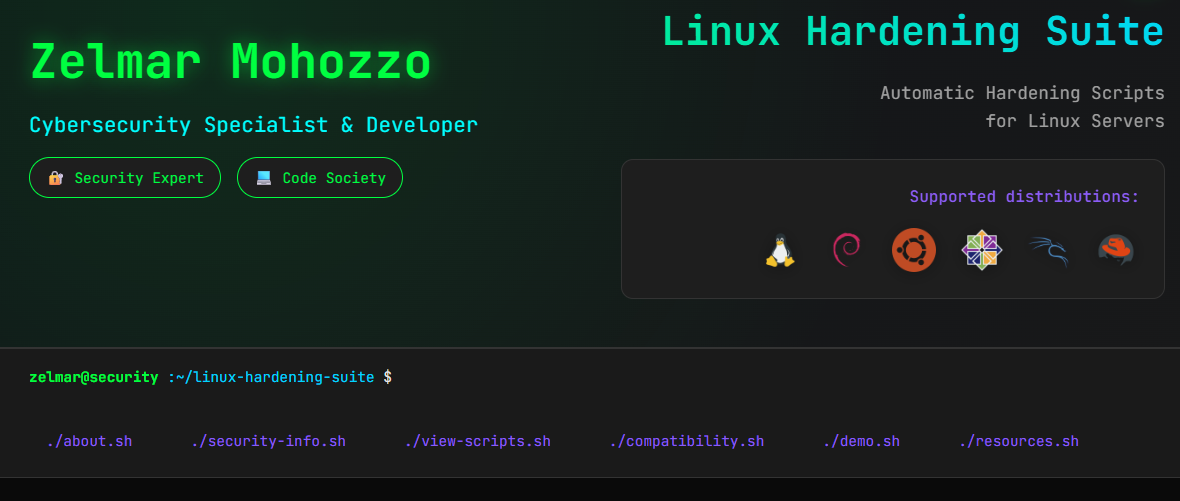 Zelmar Mohozzo
Cybersecurity Specialist & Developer
Security Expert
Code Society
Linux Hardening Suite
Automatic Hardening Scripts
for Linux Servers
Supported distributions:
zelmar@security :~/linux-hardening-suite $
./about.sh ./security-info.sh ./view-scripts.sh ./compatibility.sh ./demo.sh ./resources.sh